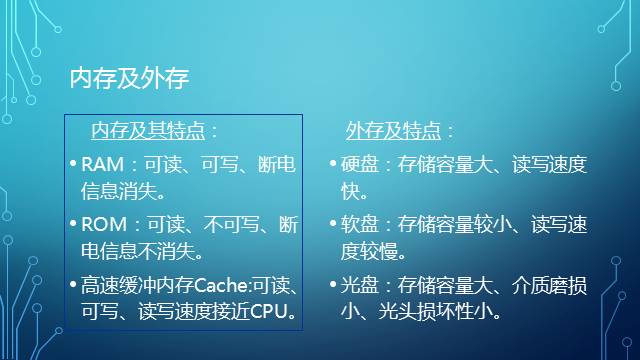 内存及外存
内存及其特点：
•RAM：可读、可写、断电
信息消失。
•ROM：可读、不可写、断
电信息不消失。
•高速缓冲内存Cache:可读、
可写、读写速度接近CPU。
外存及特点：
•硬盘：存储容量大、读写速度
快。
•软盘：存储容量较小、读写速
度较慢。
•光盘：存储容量大、介质磨损
小、光头损坏性小。